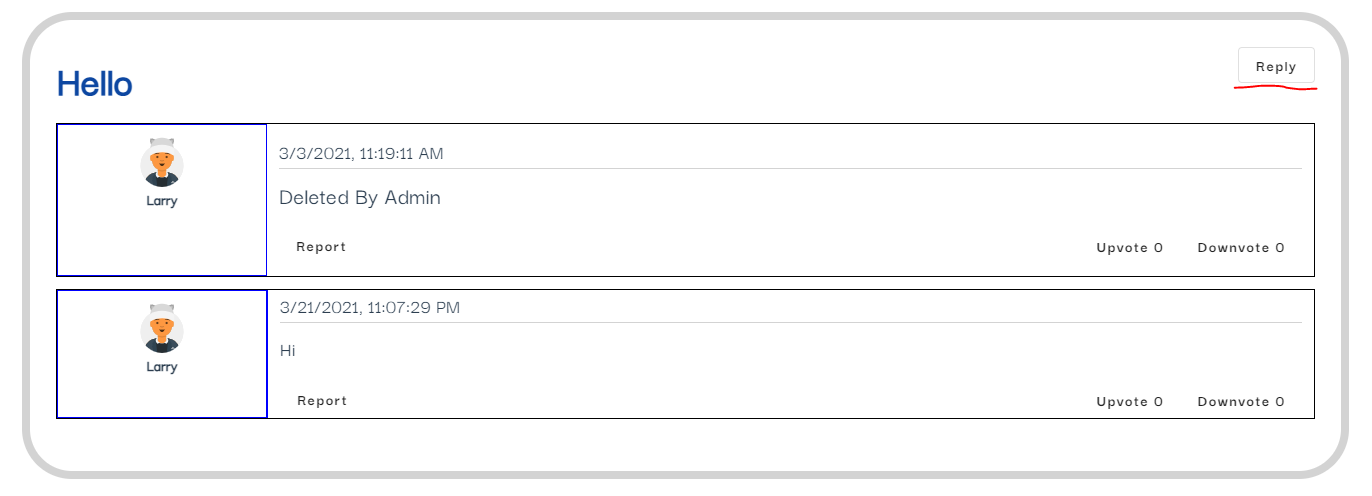 Hello
Reply
3/3/2021, 11:19:11 AM
Larry
Deleted By Admin
Report
Upvote 0
Downvote 0
3/21/2021, 11:07:29 PM
Larry
Hi
Report
Upvote 0
Downvote 0